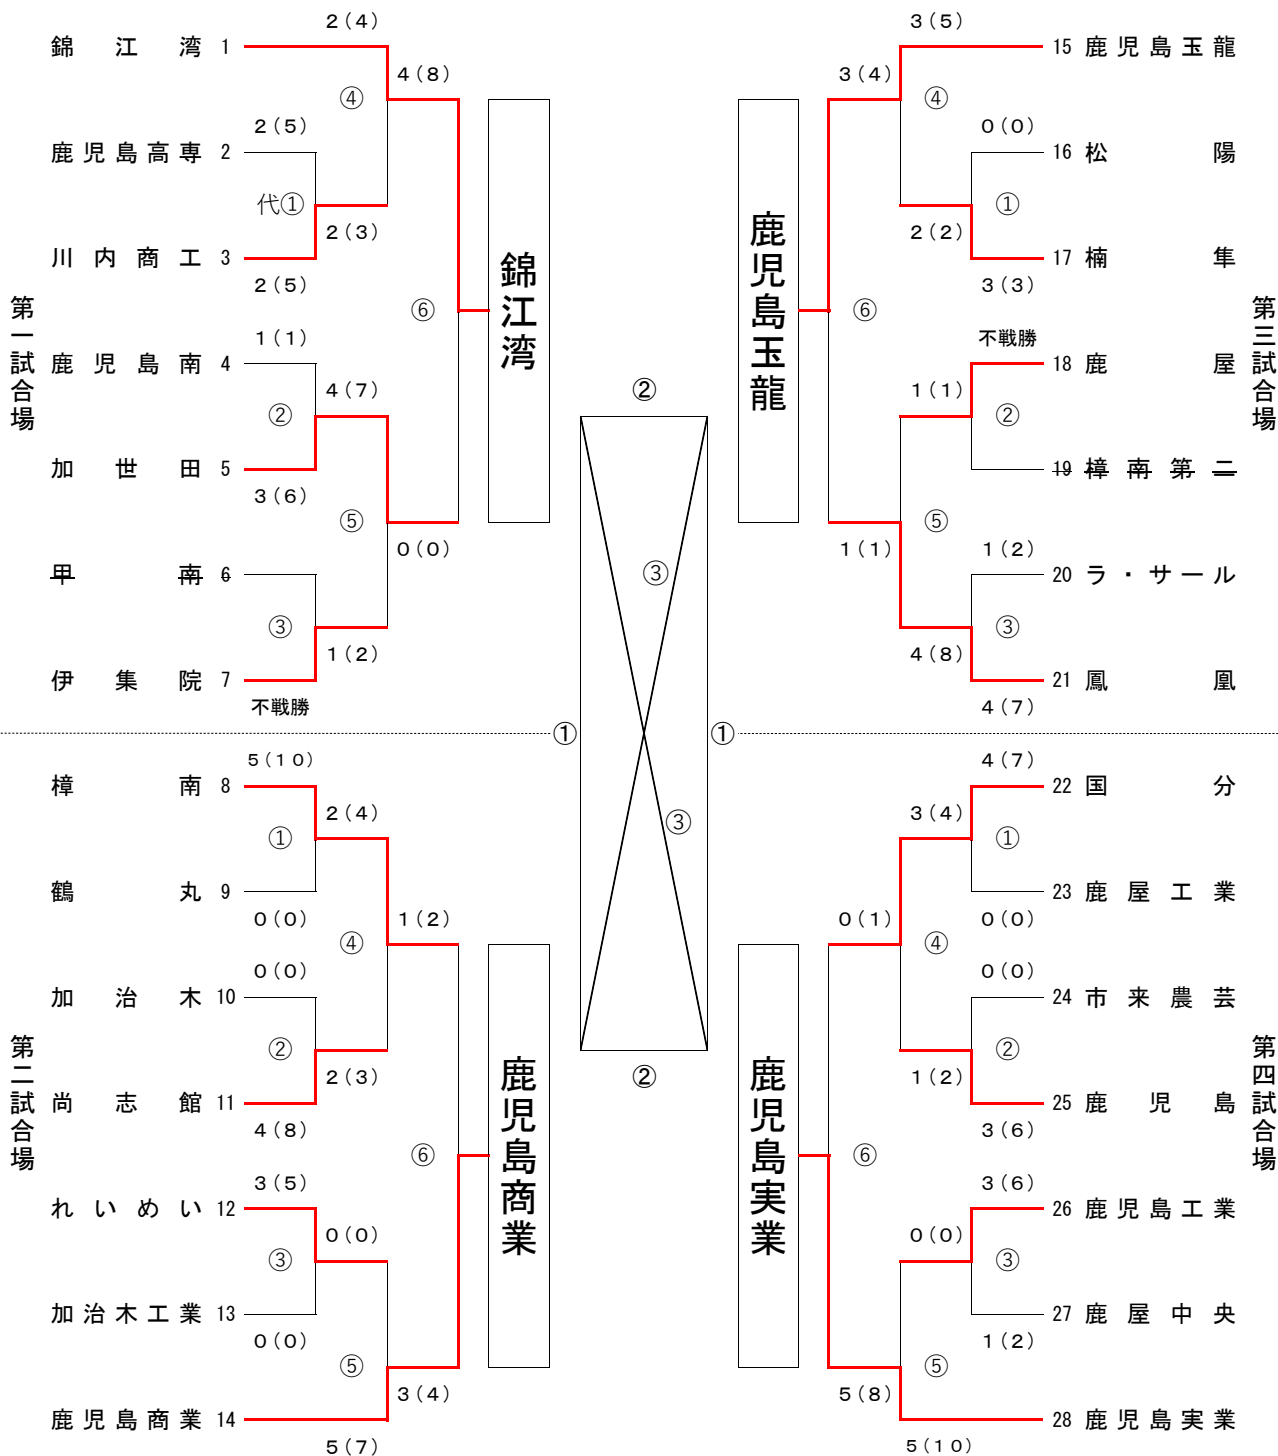 2(4)
錦江湾 1
4(8)
④
2(5)
鹿児島高専 2
代①
2(3)
川内商工 3
2(5)
⑥
錦江湾
第一試合場
1(1)
鹿児島南 4
4(7)
②
加世田 5
3(6)
⑤
0(0)
甲南 6
③
1(2)
伊集院 7
不戦勝
3(5)
15 鹿児島玉龍
3(4)
④
0(0)
16 松陽
①
2(2)
17 楠隼
3(3)
⑥
鹿児島玉龍
第三試合場
不戦勝
18 鹿屋
1(1)
②
19 樟南第二
⑤
1(1)
1(2)
20 ラ・サール
③
4(8)
21 鳳凰
4(7)
②
③
①
①
③
②
5(10)
樟南 8
2(4)
①
鶴丸 9
0(0)
1(2)
④
0(0)
加治木 10
②
2(3)
尚志館 11
4(8)
第二試合場
⑥
鹿児島商業
3(5)
れいめい 12
0(0)
③
加治木工業 13
0(0)
⑤
3(4)
鹿児島商業 14
5(7)
4(7)
22 国分
3(4)
①
23 鹿屋工業
0(0)
0(1)
④
0(0)
24 市来農芸
②
1(2)
25 鹿児島
3(6)
第四試合場
⑥
鹿児島実業
3(6)
26 鹿児島工業
0(0)
③
27 鹿屋中央
1(2)
⑤
5(8)
28 鹿児島実業
5(10)